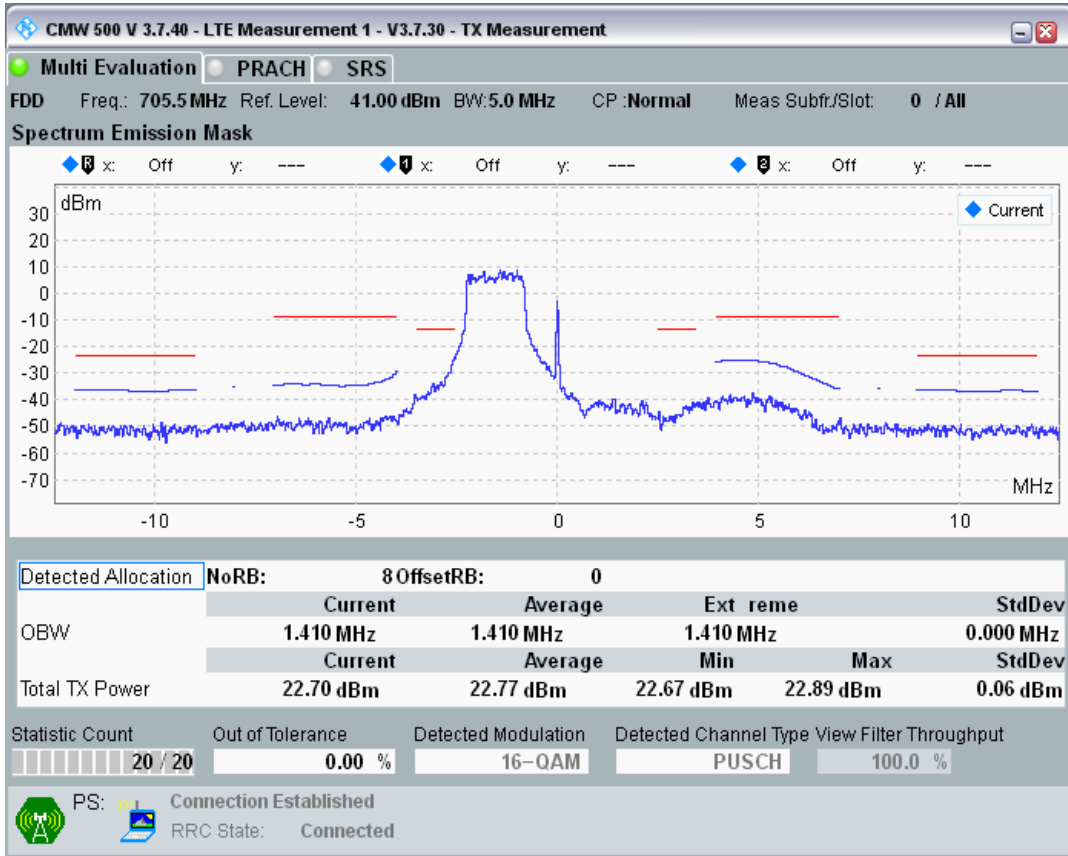 CMW 500 V 3.7.40 - LTE Measurement 1 - V3.7.30 - TX Measurement
Multi Evaluation PRACH SRS
FDD Freq.: 705.5 MHz Ref. Level: 41.00 dBm BW: 5.0 MHz CP : Normal Meas Subfr./Slot: 0 / All
Spectrum Emission Mask
R x: Off y: --- 1 x: Off y: --- 2 x: Off y: ---
dBm
Current
30
20
10
0
-10
-20
-30
-40
-50
-60
-70
MHz
-10 -5 0 5 10
Detected Allocation NoRB: 8 OffsetRB: 0
Current Average Ext reme StdDev
OBW 1.410 MHz 1.410 MHz 1.410 MHz 0.000 MHz
Current Average Min Max StdDev
Total TX Power 22.70 dBm 22.77 dBm 22.67 dBm 22.89 dBm 0.06 dBm
Statistic Count Out of Tolerance Detected Modulation Detected Channel Type View Filter Throughput
20 / 20 0.00 % 16-QAM PUSCH 100.0 %
PS: Connection Established
RRC State: Connected